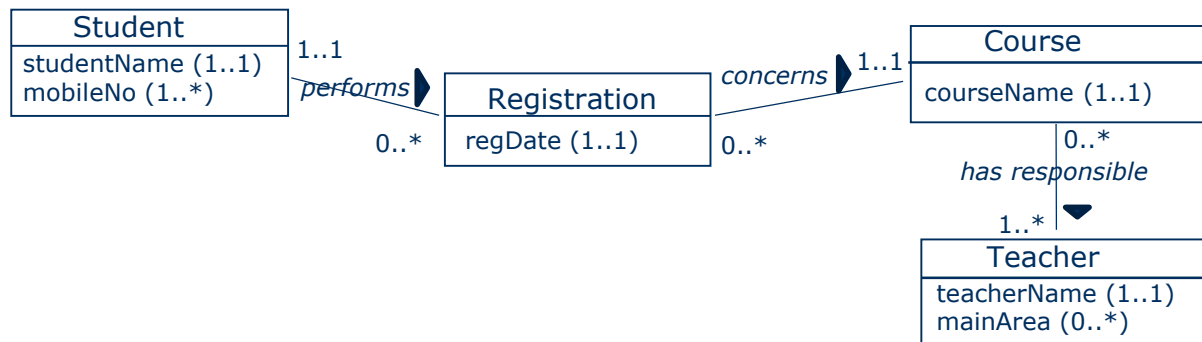 Student
studentName (1..1)
mobileNo (1..*)
1..1
performs
0..*
Registration
regDate (1..1)
concerns
1..1
0..*
Course
courseName (1..1)
0..*
has responsible
1..*
Teacher
teacherName (1..1)
mainArea (0..*)